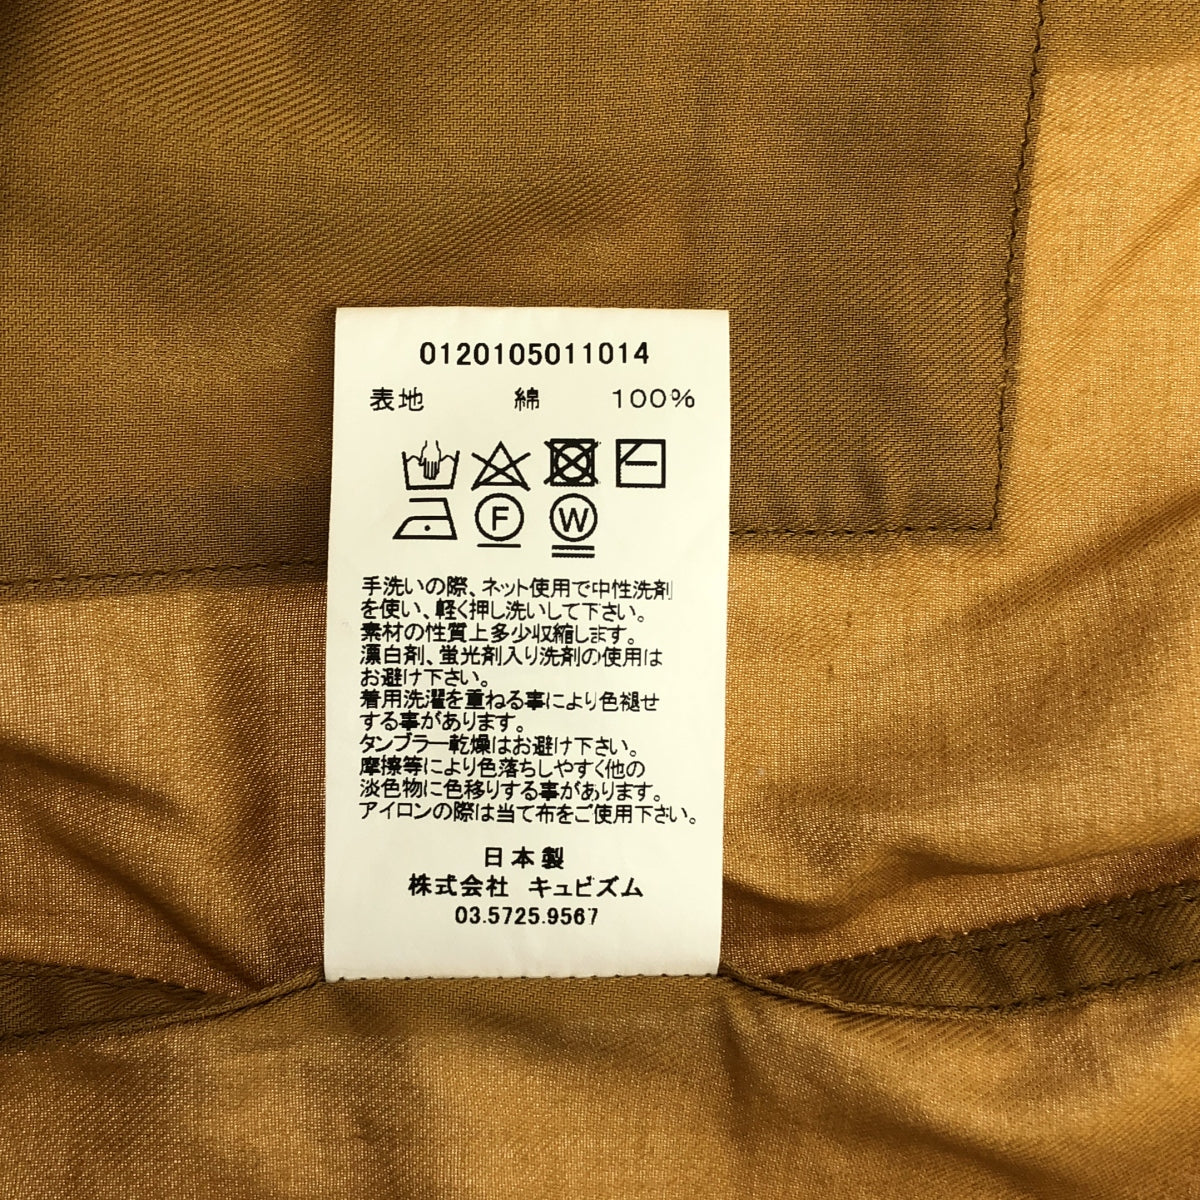 0120105011014
表地 綿 100%
F W
手洗いの際、ネット使用で中性洗剤
を使い、軽く押し洗いして下さい。
素材の性質上多少収縮します。
漂白剤、蛍光剤入り洗剤の使用は
お避け下さい。
着用洗濯を重ねる事により色褪せ
する事があります。
タンブラー乾燥はお避け下さい。
摩擦等により色落ちしやすく他の
淡色物に色移りする事があります。
アイロンの際は当て布をご使用下さい。
日本製
株式会社 キュビズム
03.5725.9567